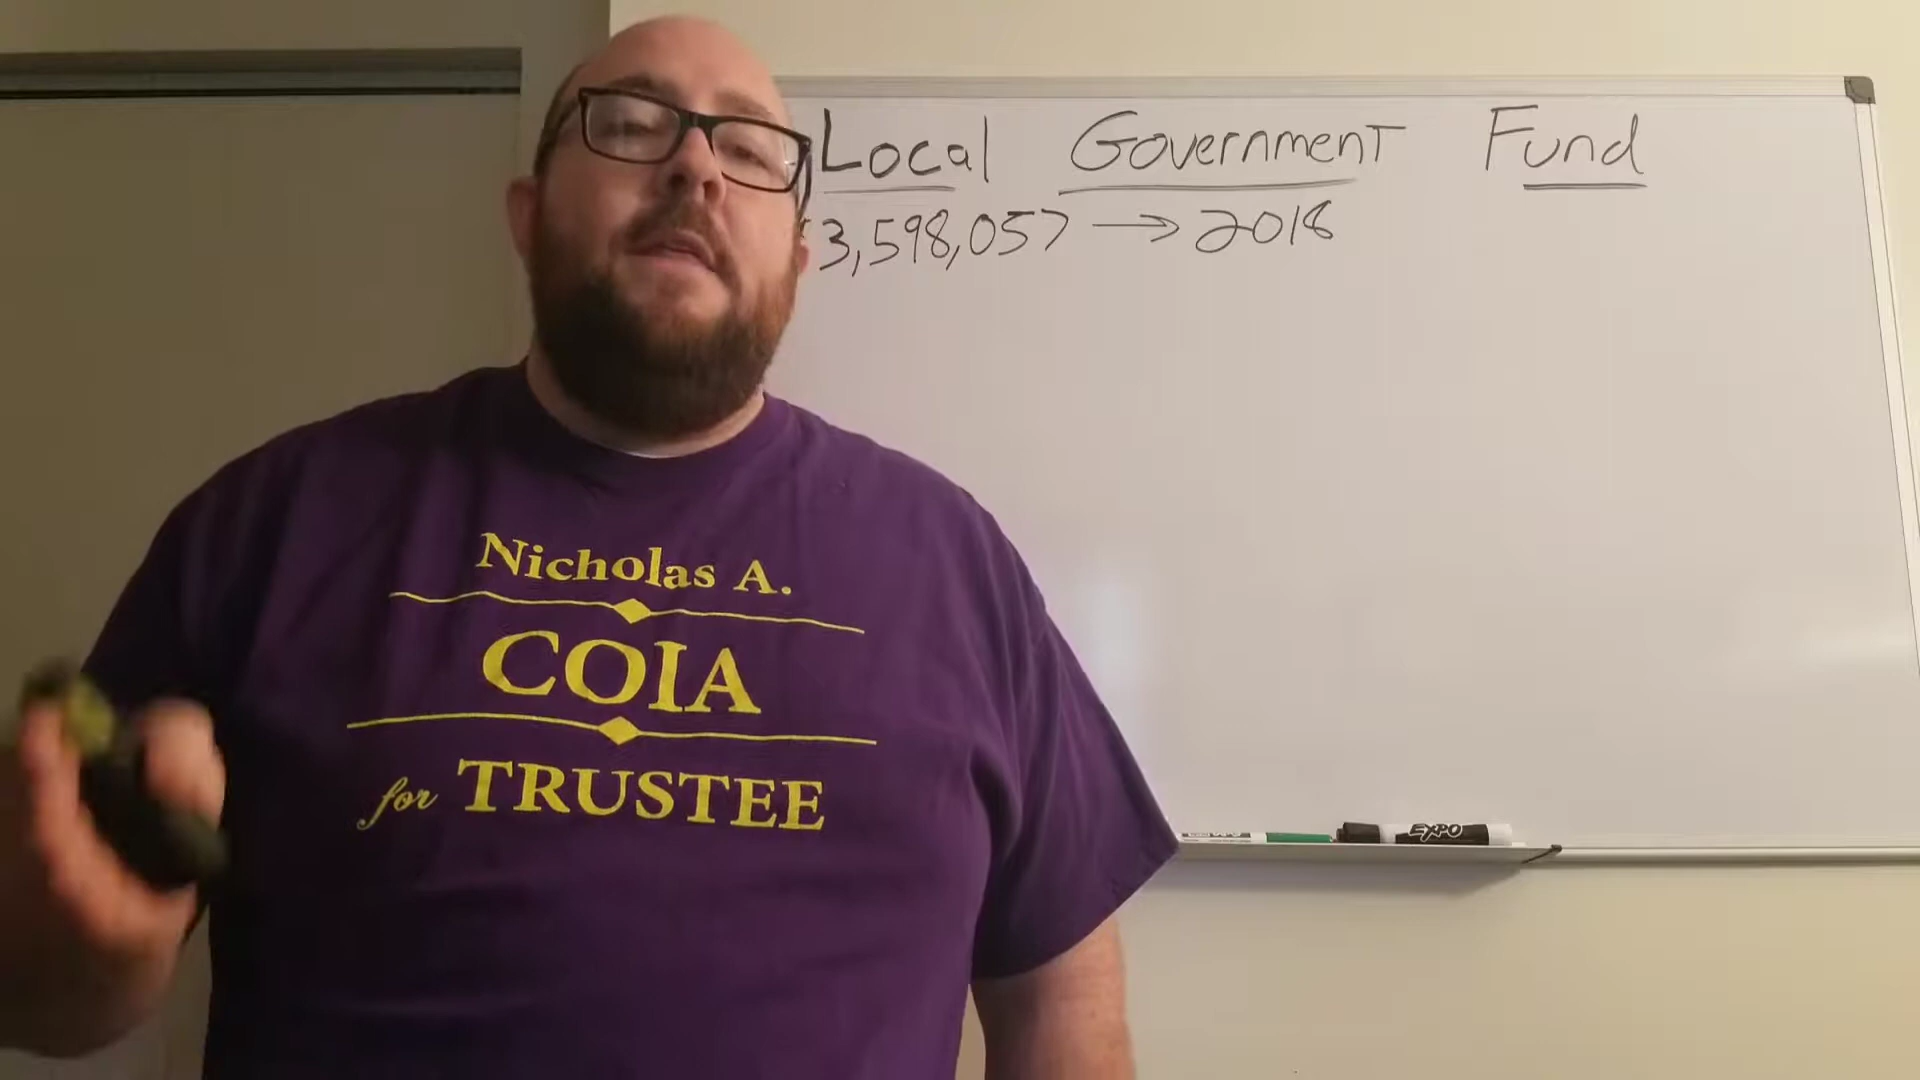 Local Government Fund
3,598,057 → 2018
Nicholas A.
COIA
for TRUSTEE
EXPO